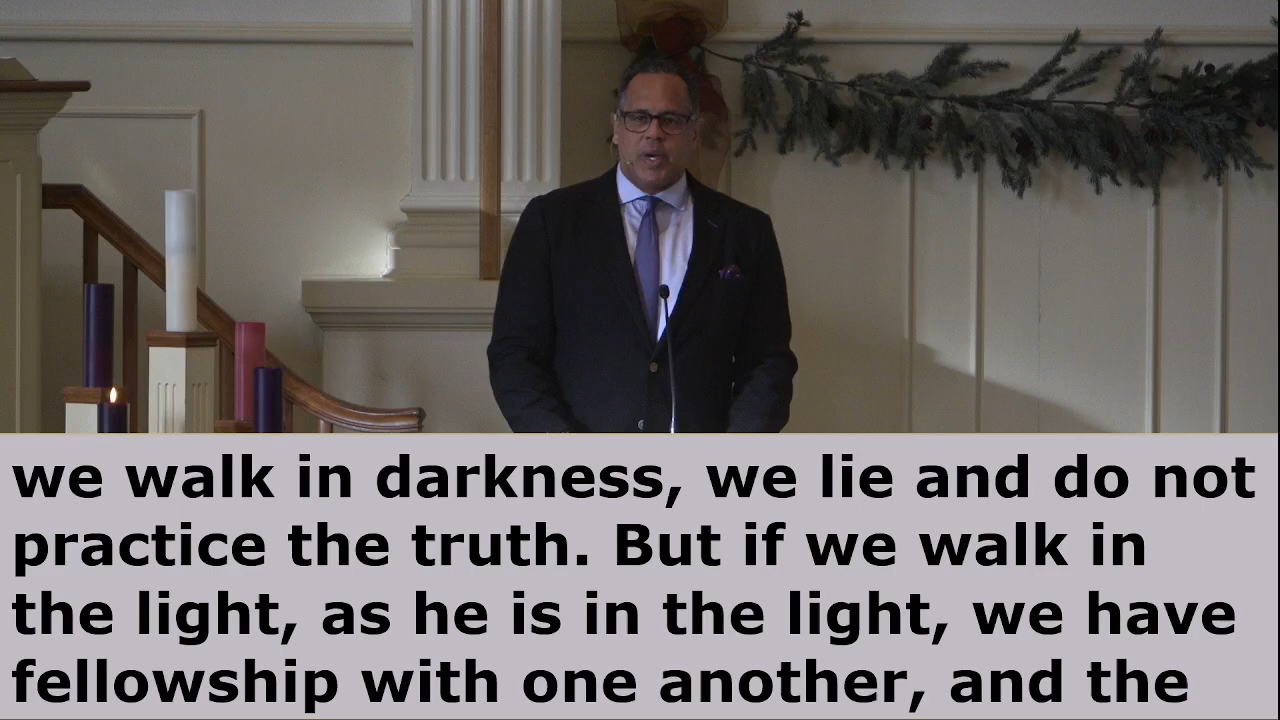 we walk in darkness, we lie and do not
practice the truth. But if we walk in
the light, as he is in the light, we have
fellowship with one another, and the